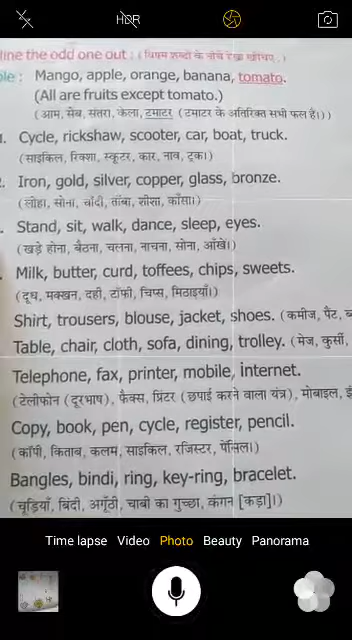 HDR
line the odd one out : (विषम शब्दों के नीचे रेखा खींचिए।)
ple : Mango, apple, orange, banana, tomato.
(All are fruits except tomato.)
(आम, सेब, संतरा, केला, टमाटर (टमाटर के अतिरिक्त सभी फल हैं।))
1. Cycle, rickshaw, scooter, car, boat, truck.
(साइकिल, रिक्शा, स्कूटर, कार, नाव, ट्रक।)
Iron, gold, silver, copper, glass, bronze.
(लोहा, सोना, चांदी, तांबा, शीशा, काँसा।)
Stand, sit, walk, dance, sleep, eyes.
(खड़े होना, बैठना, चलना, नाचना, सोना, आँखें।)
Milk, butter, curd, toffees, chips, sweets.
(दूध, मक्खन, दही, टॉफी, चिप्स, मिठाइयाँ।)
Shirt, trousers, blouse, jacket, shoes. (कमीज, पैंट,
Table, chair, cloth, sofa, dining, trolley. (मेज, कुर्सी,
Telephone, fax, printer, mobile, internet.
(टेलीफोन (दूरभाष), फैक्स, प्रिंटर (छपाई करने वाला यंत्र), मोबाइल,
Copy, book, pen, cycle, register, pencil.
(कॉपी, किताब, कलम, साइकिल, रजिस्टर, पेंसिल।)
Bangles, bindi, ring, key-ring, bracelet.
(चूड़ियाँ, बिंदी, अगूँठी, चाबी का गुच्छा, कंगन [कड़ा]।)
Time lapse Video Photo Beauty Panorama